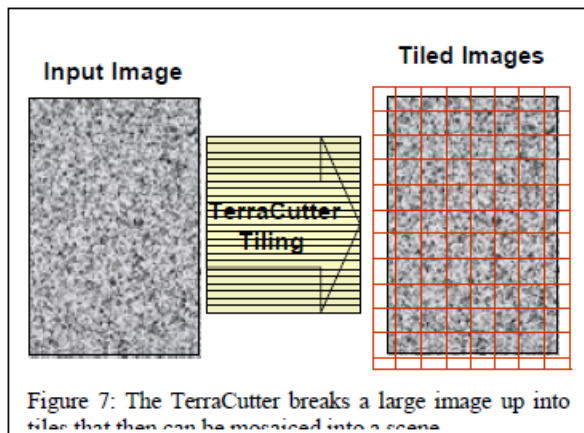 Tiled Images
Input Image
TerraCutter
Tiling
Figure 7: The TerraCutter breaks a large image up into
tiles that then can be mosaiced into a scene